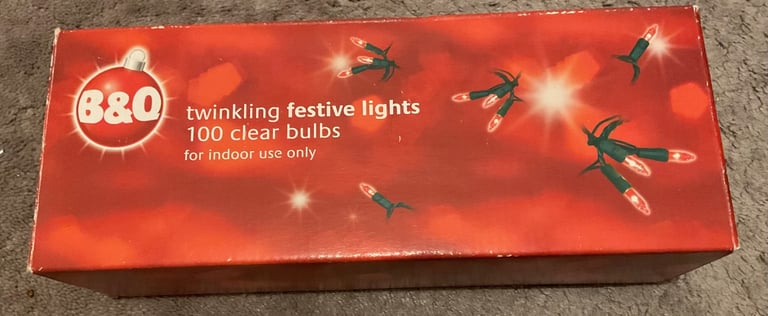 B&Q
twinkling festive lights
100 clear bulbs
for indoor use only